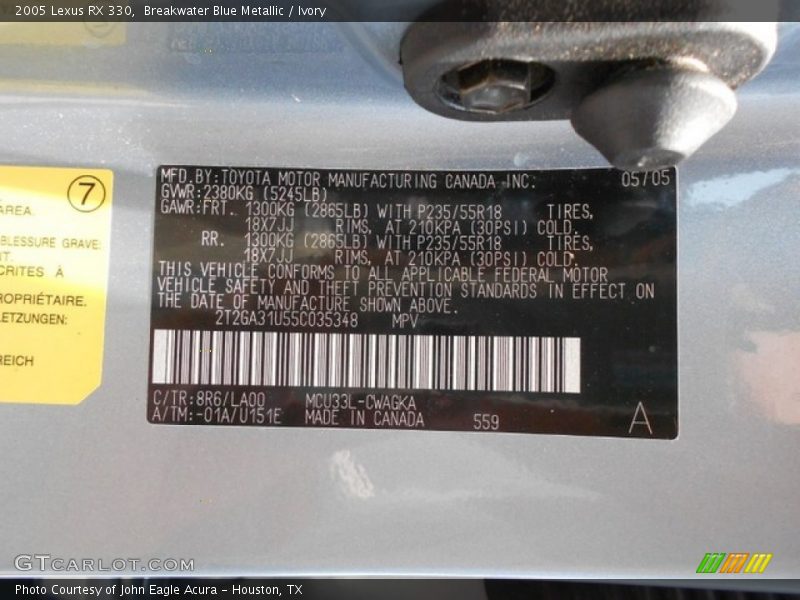 2005 Lexus RX 330, Breakwater Blue Metallic / Ivory
7
AREA.
BLESSURE GRAVE
NT.
CRITES À
ROPRIÉTAIRE.
LETZUNGEN:
REICH
MFD.BY:TOYOTA MOTOR MANUFACTURING CANADA INC. 05/05
GVWR:2380KG (5245LB)
GAWR:FRT. 1300KG (2865LB) WITH P235/55R18 TIRES,
18X7JJ RIMS, AT 210KPA (30PSI) COLD.
RR. 1300KG (2865LB) WITH P235/55R18 TIRES,
18X7JJ RIMS, AT 210KPA (30PSI) COLD.
THIS VEHICLE CONFORMS TO ALL APPLICABLE FEDERAL MOTOR
VEHICLE SAFETY AND THEFT PREVENTION STANDARDS IN EFFECT ON
THE DATE OF MANUFACTURE SHOWN ABOVE.
2T2GA31U55C035348 MPV
C/TR:8R6/LA00 MCU33L-CWAGKA
A/TM:-01A/U151E MADE IN CANADA 559 A
GTCARLOT.COM
Photo Courtesy of John Eagle Acura - Houston, TX